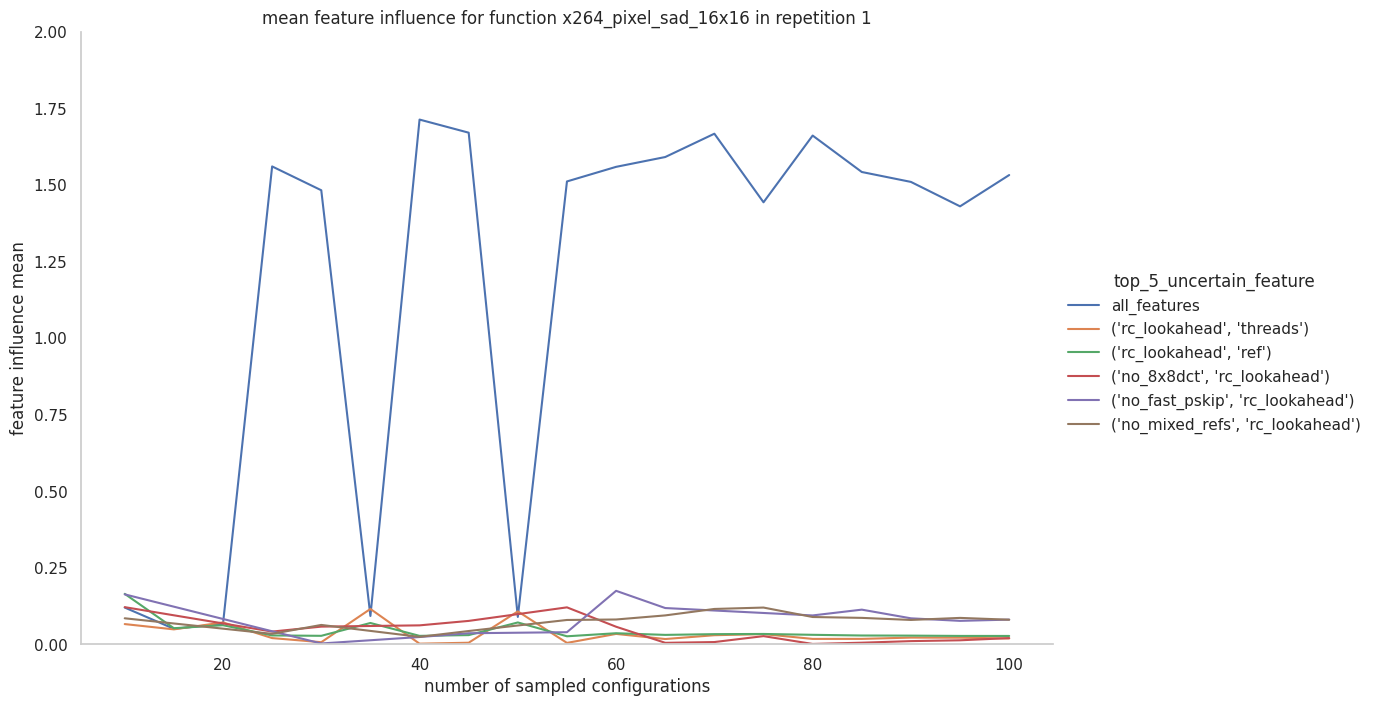 mean feature influence for function x264_pixel_sad_16x16 in repetition 1
2.00
1.75
1.50
1.25
1.00
0.75
0.50
0.25
0.00
feature influence mean
20
40
60
80
100
number of sampled configurations
top_5_uncertain_feature
all_features
('rc_lookahead', 'threads')
('rc_lookahead', 'ref')
('no_8x8dct', 'rc_lookahead')
('no_fast_pskip', 'rc_lookahead')
('no_mixed_refs', 'rc_lookahead')